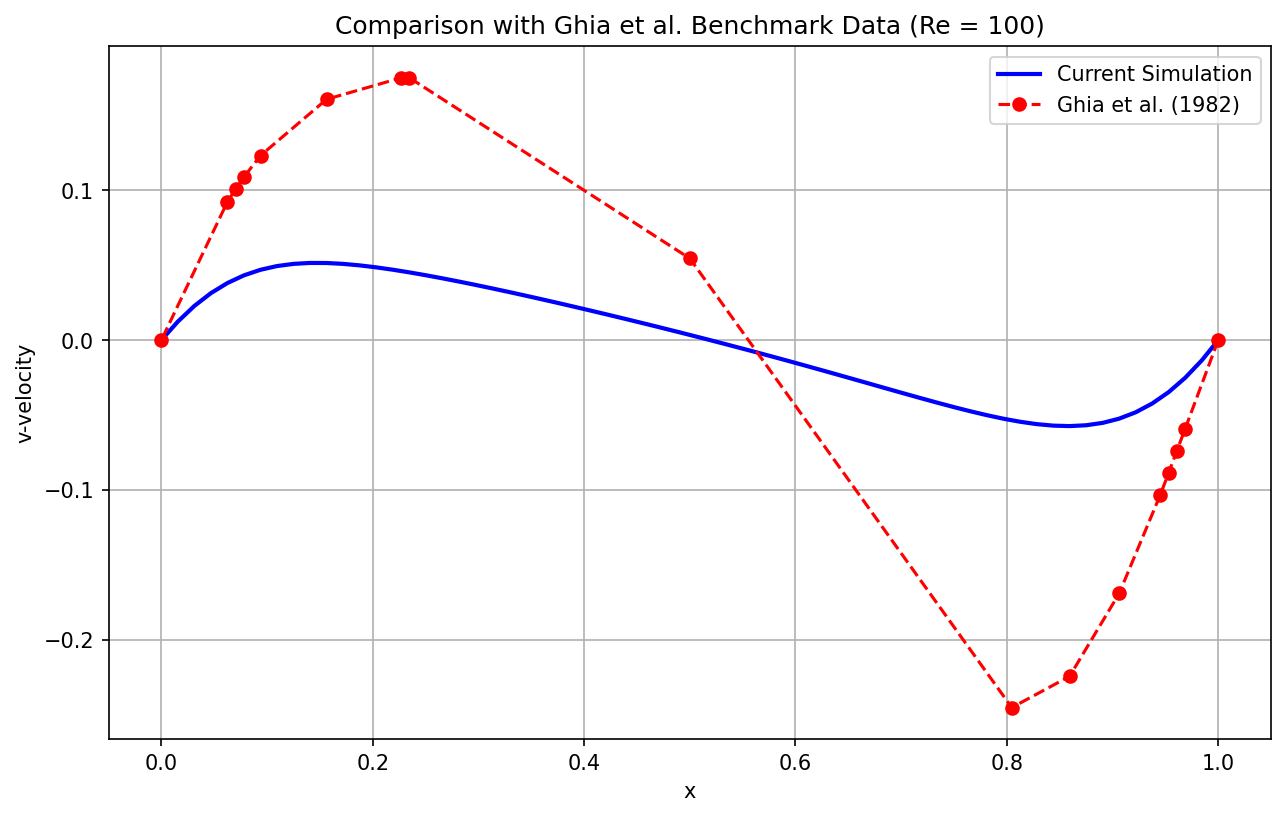 Comparison with Ghia et al. Benchmark Data (Re = 100)
Current Simulation
Ghia et al. (1982)
v-velocity
0.1
0.0
−0.1
−0.2
0.0 0.2 0.4 0.6 0.8 1.0
x